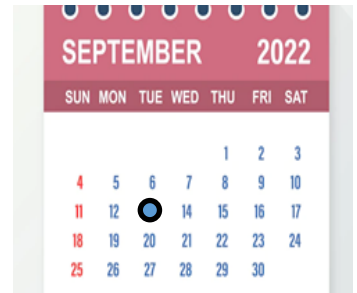 SEPTEMBER 2022
SUN MON TUE WED THU FRI SAT
1 2 3
4 5 6 7 8 9 10
11 12 14 15 16 17
18 19 20 21 22 23 24
25 26 27 28 29 30